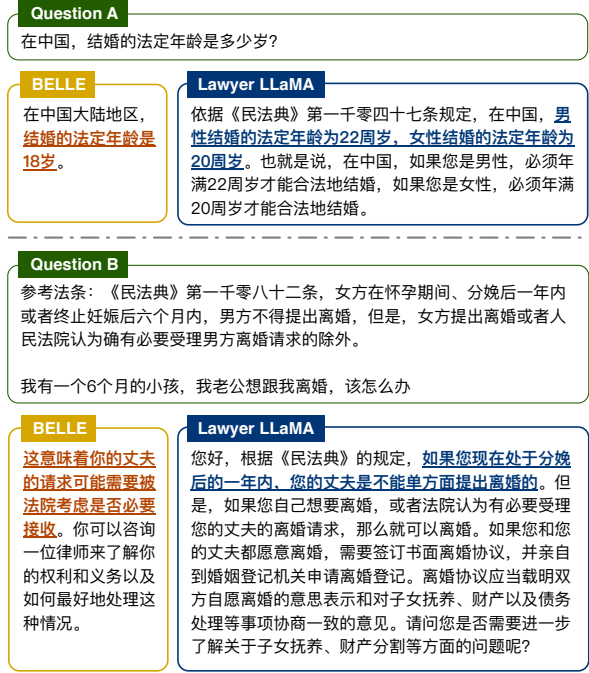 Question A
在中国，结婚的法定年龄是多少岁?
BELLE
在中国大陆地区，
结婚的法定年龄是
18岁。
Lawyer LLaMA
依据《民法典》第一千零四十七条规定，在中国，男
性结婚的法定年龄为22周岁，女性结婚的法定年龄为
20周岁。也就是说，在中国，如果您是男性，必须年
满22周岁才能合法地结婚，如果您是女性，必须年满
20周岁才能合法地结婚。
Question B
参考法条：《民法典》第一千零八十二条，女方在怀孕期间、分娩后一年内
或者终止妊娠后六个月内，男方不得提出离婚，但是，女方提出离婚或者人
民法院认为确有必要受理男方离婚请求的除外。
我有一个6个月的小孩，我老公想跟我离婚，该怎么办
BELLE
这意味着你的丈夫
的请求可能需要被
法院考虑是否必要
接收。你可以咨询
一位律师来了解你
的权利和义务以及
如何最好地处理这
种情况。
Lawyer LLaMA
您好，根据《民法典》的规定，如果您现在处于分娩
后的一年内，您的丈夫是不能单方面提出离婚的。但
是，如果您自己想要离婚，或者法院认为有必要受理
您的丈夫的离婚请求，那么就可以离婚。如果您和您
的丈夫都愿意离婚，需要签订书面离婚协议，并亲自
到婚姻登记机关申请离婚登记。离婚协议应当载明双
方自愿离婚的意思表示和对子女抚养、财产以及债务
处理等事项协商一致的意见。请问您是否需要进一步
了解关于子女抚养、财产分割等方面的问题呢?